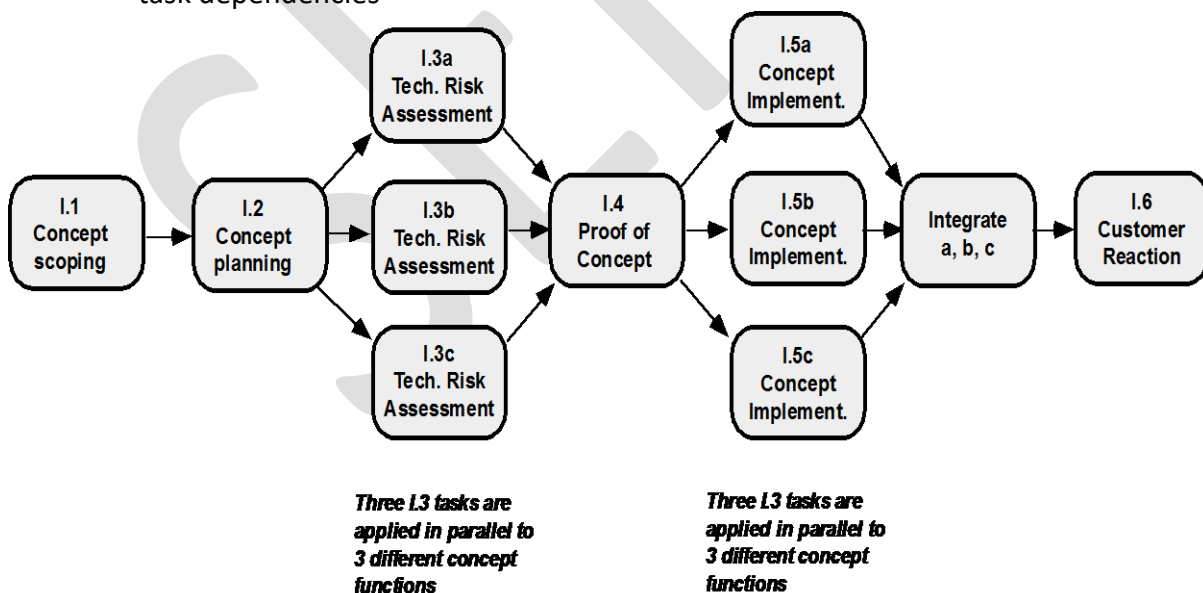 task dependencies
I.1
Concept
scoping
I.2
Concept
planning
I.3a
Tech. Risk
Assessment
I.3b
Tech. Risk
Assessment
I.3c
Tech. Risk
Assessment
I.4
Proof of
Concept
I.5a
Concept
Implement.
I.5b
Concept
Implement.
I.5c
Concept
Implement.
Integrate
a, b, c
I.6
Customer
Reaction
Three I.3 tasks are
applied in parallel to
3 different concept
functions
Three I.3 tasks are
applied in parallel to
3 different concept
functions